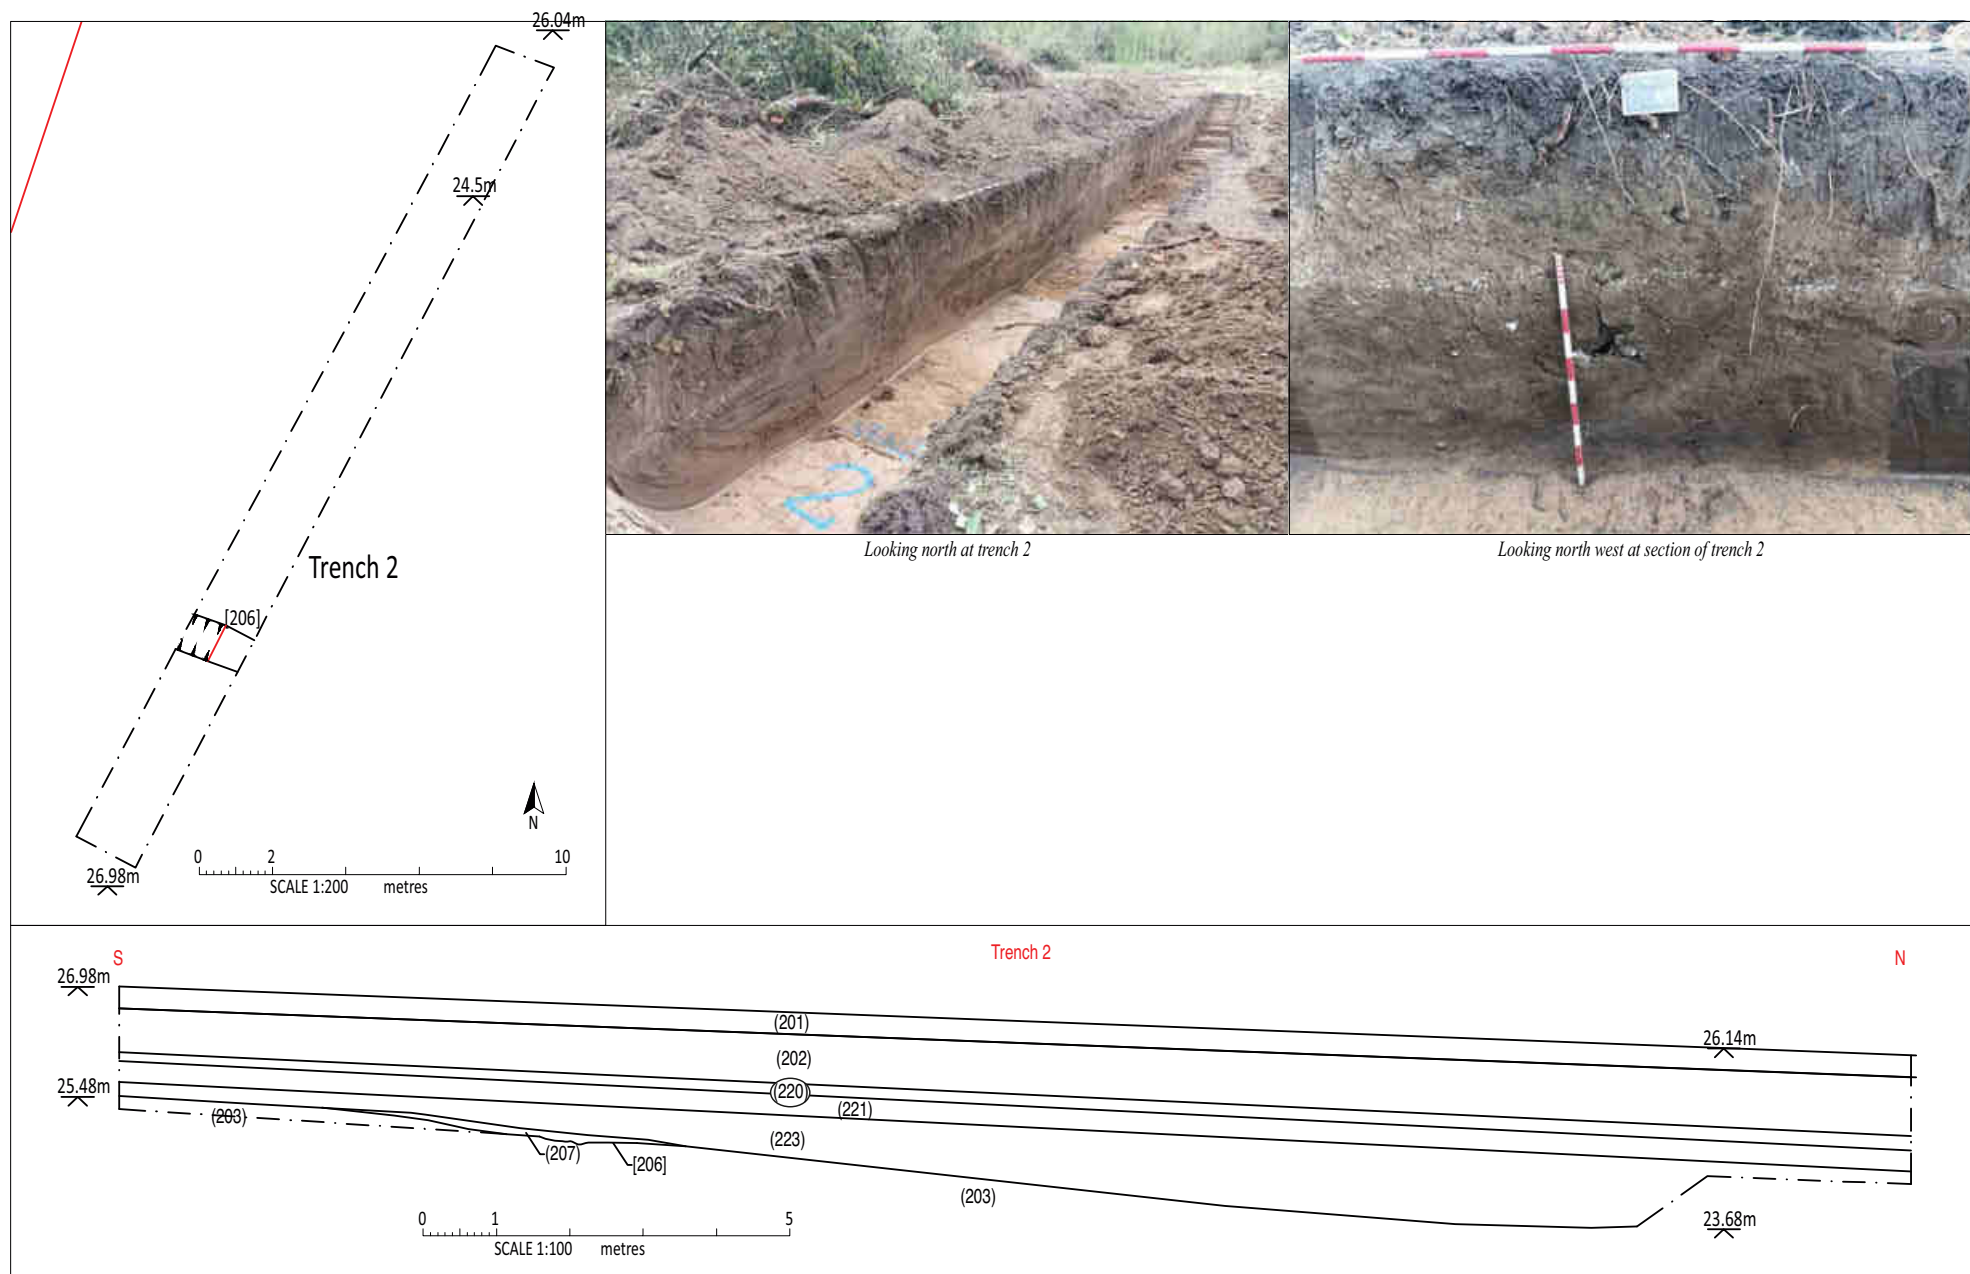 26.04m
24.5m
Trench 2
[206]
N
0 2 10
SCALE 1:200 metres
26.98m
2
Looking north at trench 2
Looking north west at section of trench 2
Trench 2
S
N
26.98m
(201)
26.14m
(202)
25.48m
(220)
(221)
(203)
(223)
(207)
[206]
(203)
23.68m
0 1 5
SCALE 1:100 metres